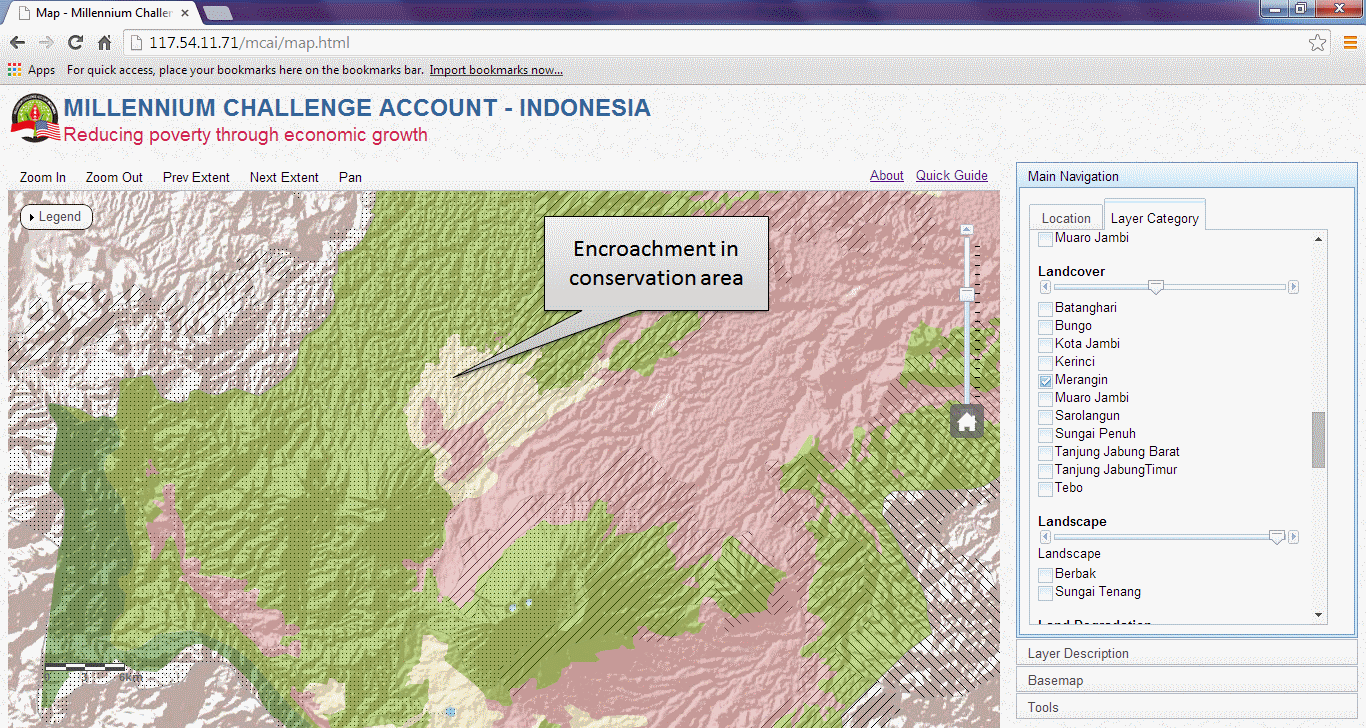 Map - Millennium Challer
117.54.11.71/mcai/map.html
Apps For quick access, place your bookmarks here on the bookmarks bar. Import bookmarks now...
MILLENNIUM CHALLENGE ACCOUNT - INDONESIA
Reducing poverty through economic growth
Zoom In Zoom Out Prev Extent Next Extent Pan About Quick Guide
Legend
Encroachment in
conservation area
6km
Main Navigation
Location Layer Category
Muaro Jambi
Landcover
Batanghari
Bungo
Kota Jambi
Kerinci
Merangin
Muaro Jambi
Sarolangun
Sungai Penuh
Tanjung Jabung Barat
Tanjung JabungTimur
Tebo
Landscape
Landscape
Berbak
Sungai Tenang
Land Degradation
Layer Description
Basemap
Tools